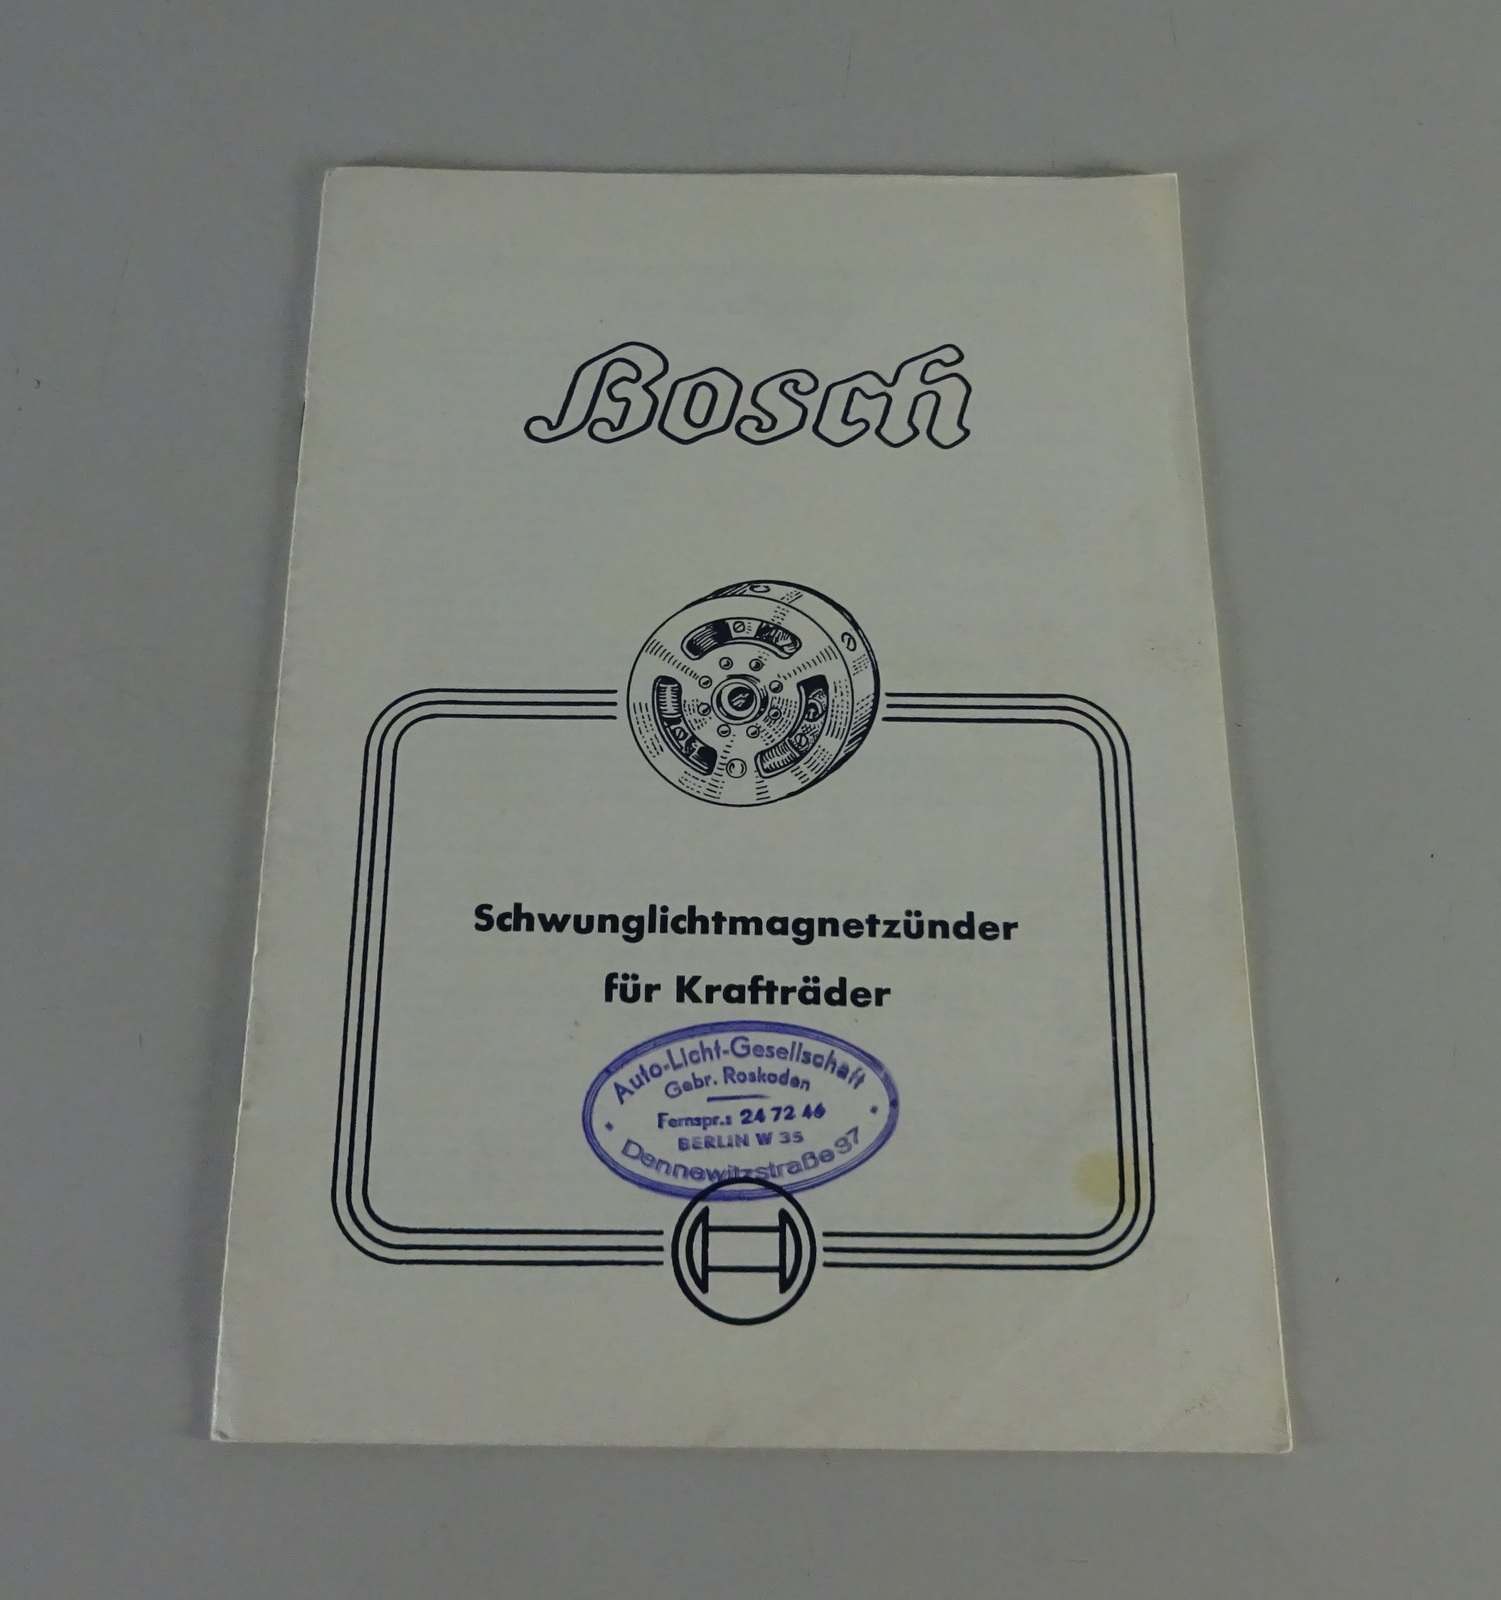 Bosch
Schwunglichtmagnetzünder
für Krafträder
Auto-Licht-Gesellschaft
Gebr. Roskoden
Fernspr.: 24 72 46
BERLIN W 35
Dennewitzstraße 37